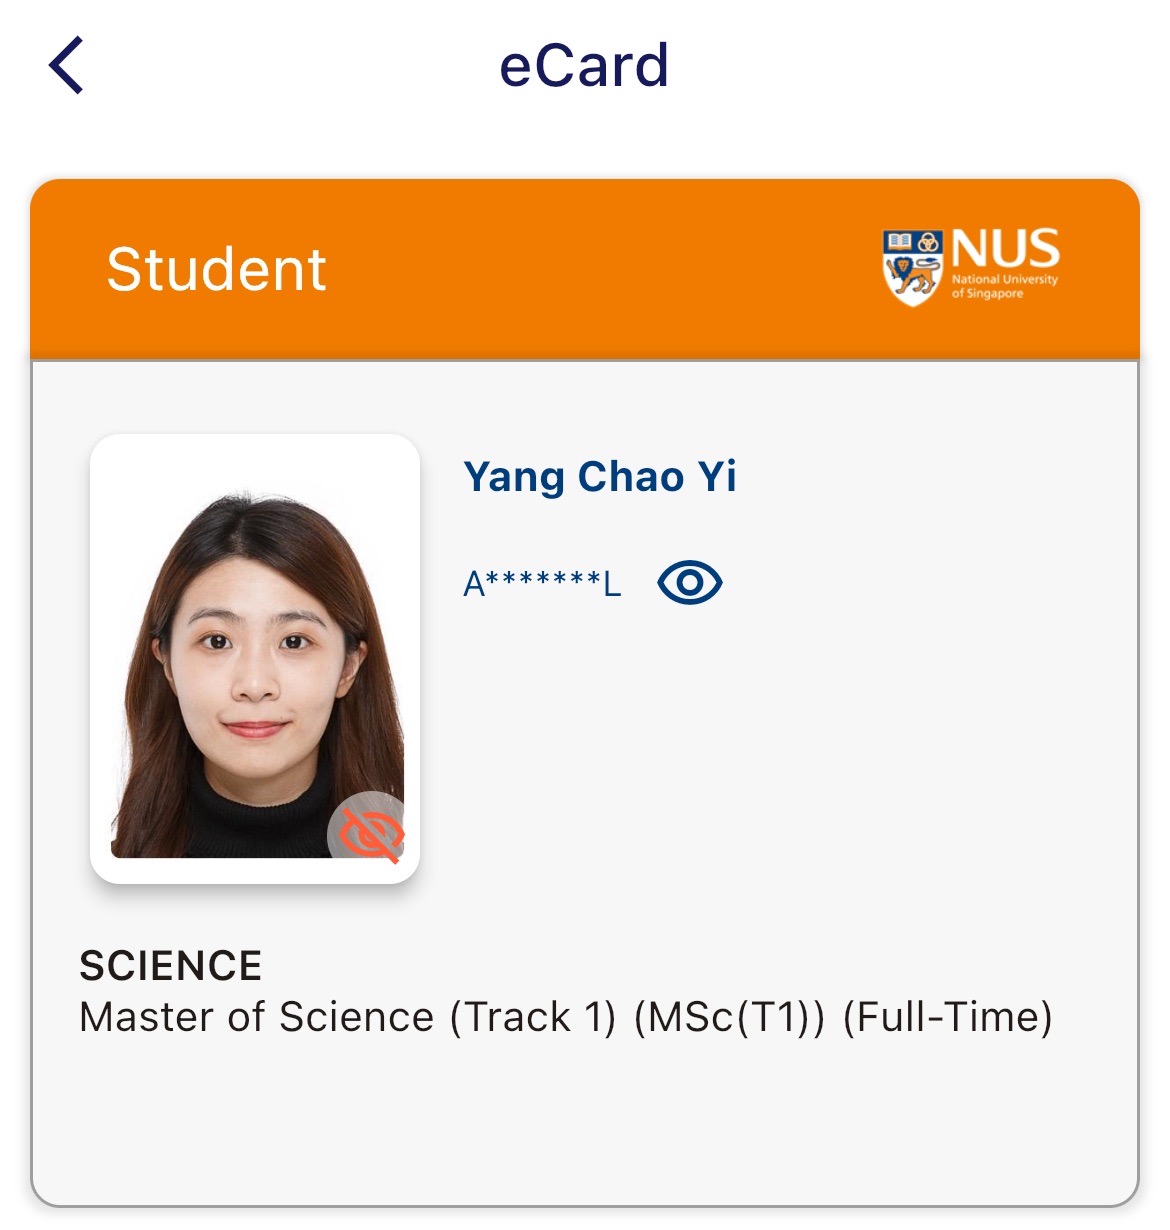 eCard
Student
NUS
National University
of Singapore
Yang Chao Yi
A*******L
SCIENCE
Master of Science (Track 1) (MSc(T1)) (Full-Time)